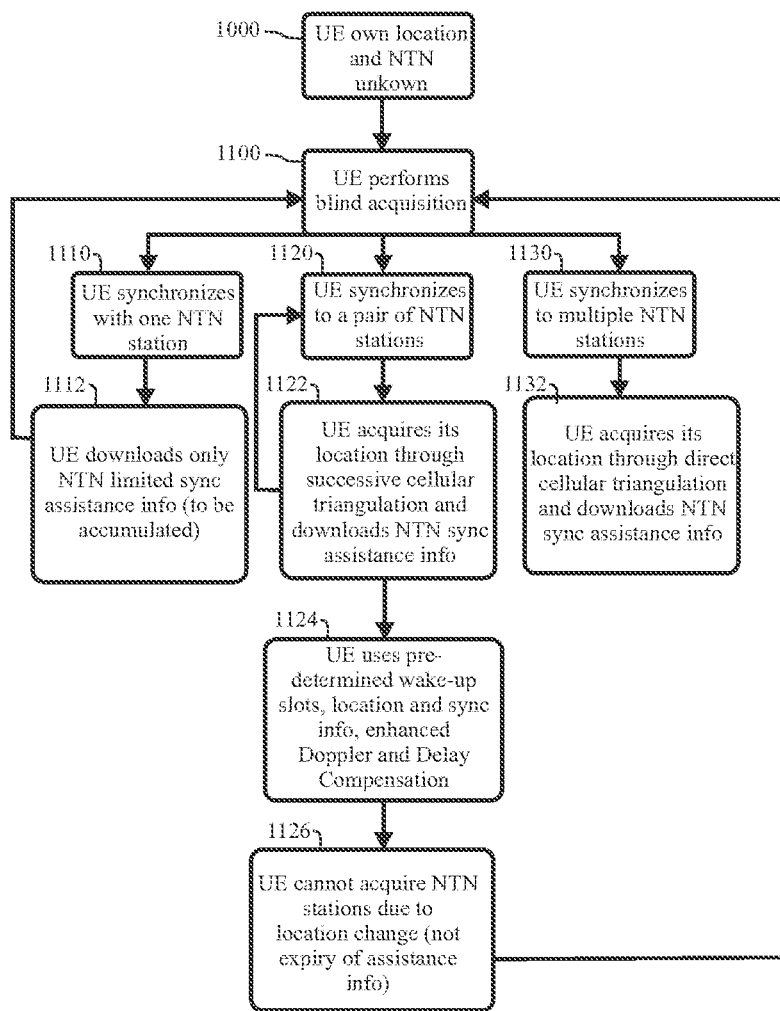 1000
UE own location
and NTN
unkown
1100
UE performs
blind acquisition
1110
UE synchronizes
with one NTN
station
1120
UE synchronizes
to a pair of NTN
stations
1130
UE synchronizes
to multiple NTN
stations
1112
UE downloads only
NTN limited sync
assistance info (to be
accumulated)
1122
UE acquires its
location through
successive cellular
triangulation and
downloads NTN sync
assistance info
1132
UE acquires its
location through direct
cellular triangulation
and downloads NTN
sync assistance info
1124
UE uses pre-
determined wake-up
slots, location and sync
info, enhanced
Doppler and Delay
Compensation
1126
UE cannot acquire NTN
stations due to
location change (not
expiry of assistance
info)